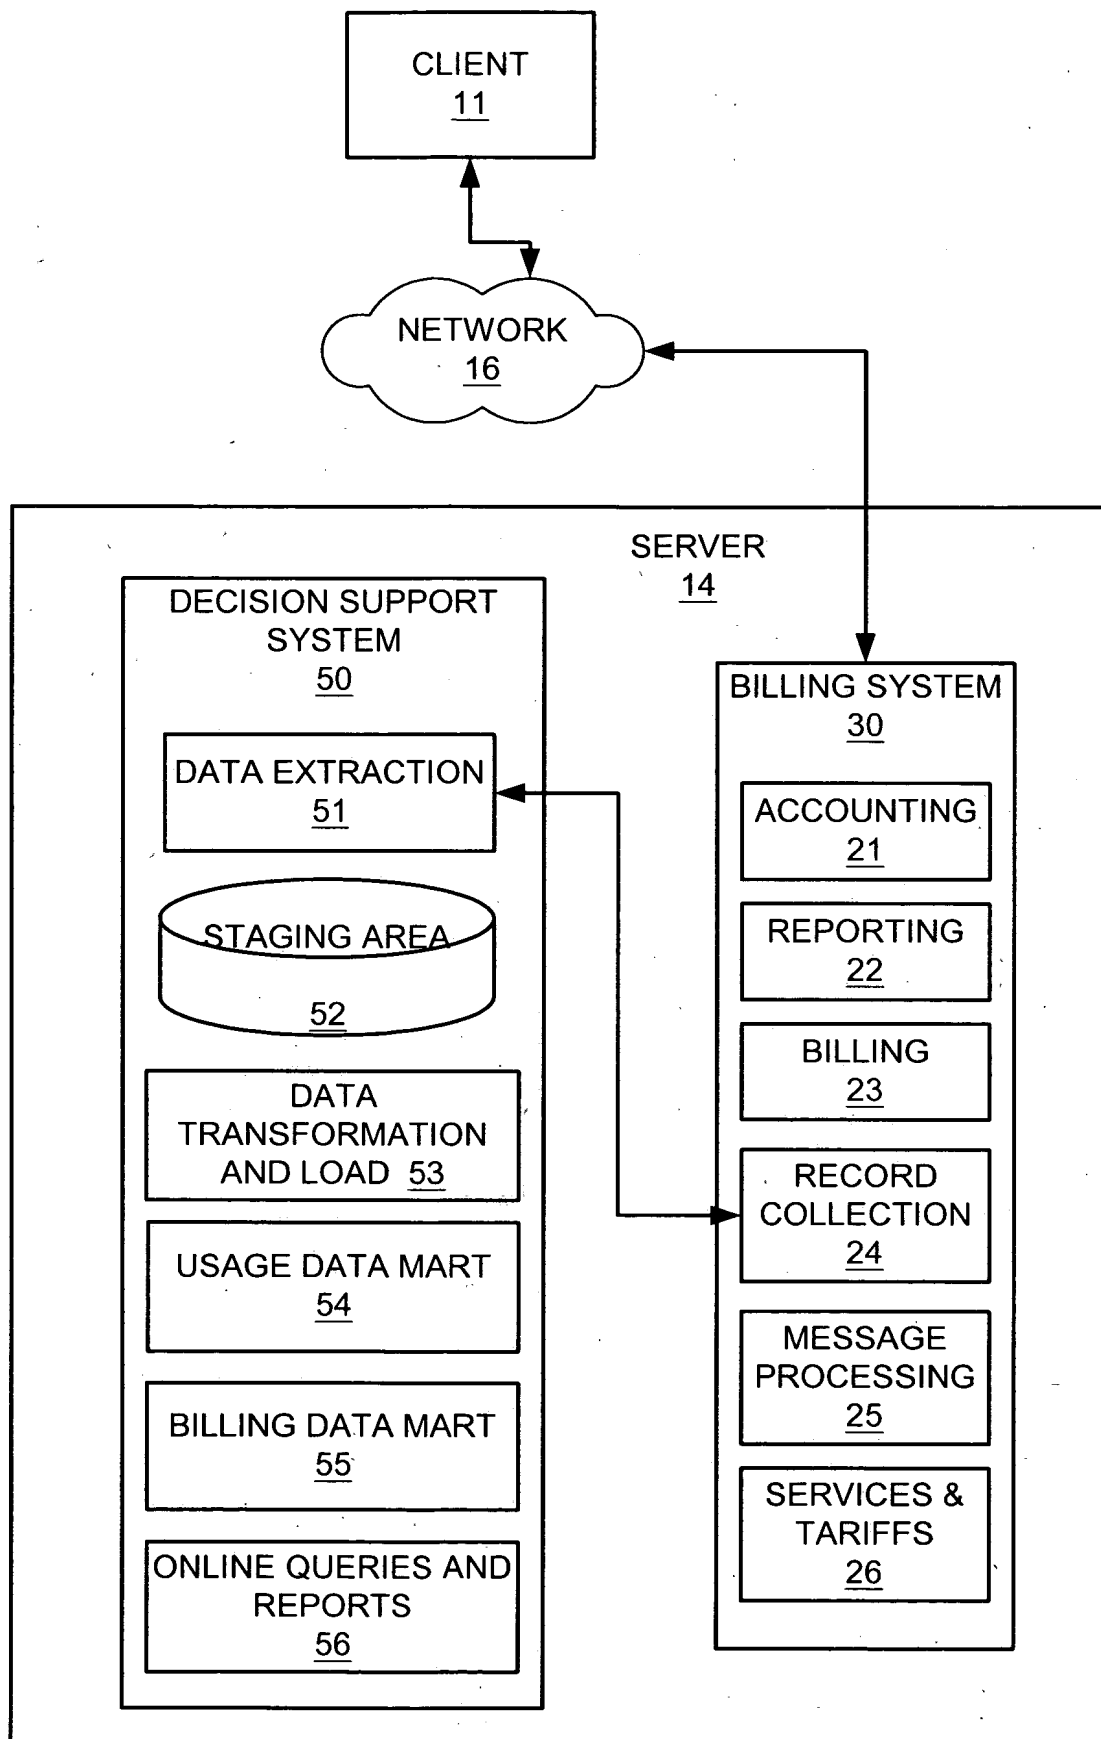 CLIENT
11
NETWORK
16
SERVER
14
DECISION SUPPORT
SYSTEM
50
DATA EXTRACTION
51
STAGING AREA
52
DATA
TRANSFORMATION
AND LOAD 53
USAGE DATA MART
54
BILLING DATA MART
55
ONLINE QUERIES AND
REPORTS
56
BILLING SYSTEM
30
ACCOUNTING
21
REPORTING
22
BILLING
23
RECORD
COLLECTION
24
MESSAGE
PROCESSING
25
SERVICES &
TARIFFS
26